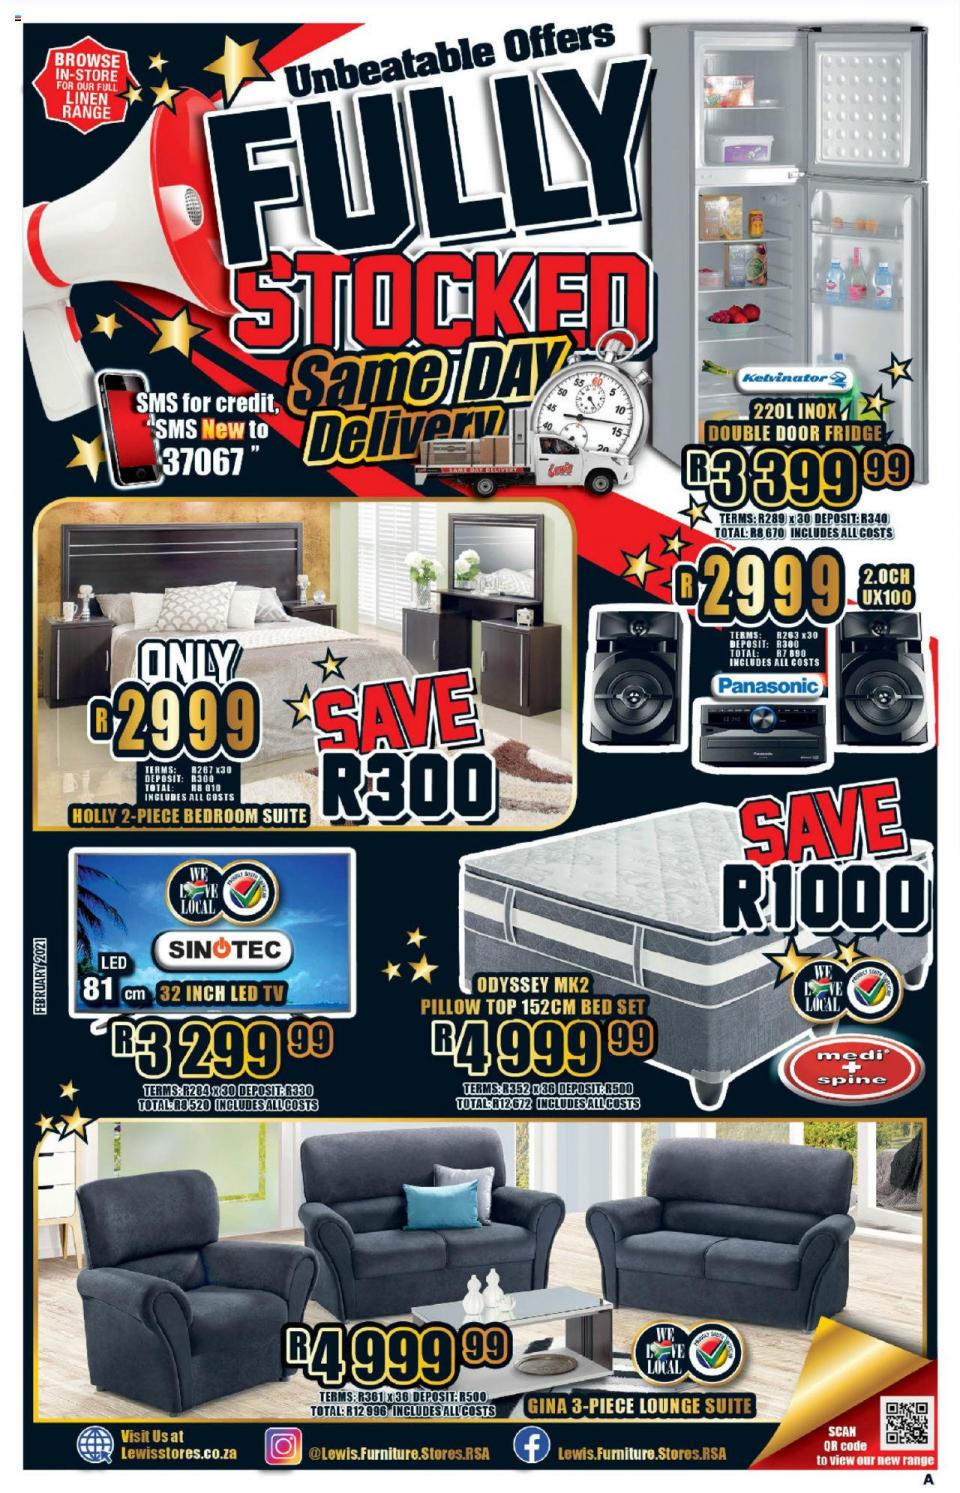 BROWSE
IN-STORE
FOR OUR FULL
LINEN
RANGE
Unbeatable Offers
FULLY
STOCKED
Same DAY
Delivery
SMS for credit,
"SMS New to
37067"
SAME DAY DELIVERY
Lewis
Kelvinator
220L INOX
DOUBLE DOOR FRIDGE
R3 399 99
TERMS: R289 x 30 DEPOSIT: R340
TOTAL: R8 670 INCLUDES ALL COSTS
R2999
2.0CH
UX100
TERMS: R263 x30
DEPOSIT: R300
TOTAL: R7 890
INCLUDES ALL COSTS
Panasonic
ONLY
R2999
TERMS: R267 x30
DEPOSIT: R300
TOTAL: R8 010
INCLUDES ALL COSTS
HOLLY 2-PIECE BEDROOM SUITE
SAVE
R300
WE
LOVE
LOCAL
SINOTEC
LED
81 cm
32 INCH LED TV
R3 299 99
TERMS: R284 x 30 DEPOSIT: R330
TOTAL: R8 520 INCLUDES ALL COSTS
FEBRUARY 2021
SAVE
R1000
ODYSSEY MK2
PILLOW TOP 152CM BED SET
R4 999 99
TERMS: R352 x 36 DEPOSIT: R500
TOTAL: R12 672 INCLUDES ALL COSTS
WE
LOVE
LOCAL
medi
spine
R4 999 99
TERMS: R361 x 36 DEPOSIT: R500
TOTAL: R12 996 INCLUDES ALL COSTS
WE
LOVE
LOCAL
GINA 3-PIECE LOUNGE SUITE
Visit Us at
Lewisstores.co.za
@Lewis.Furniture.Stores.RSA
Lewis.Furniture.Stores.RSA
SCAN
QR code
to view our new range
A